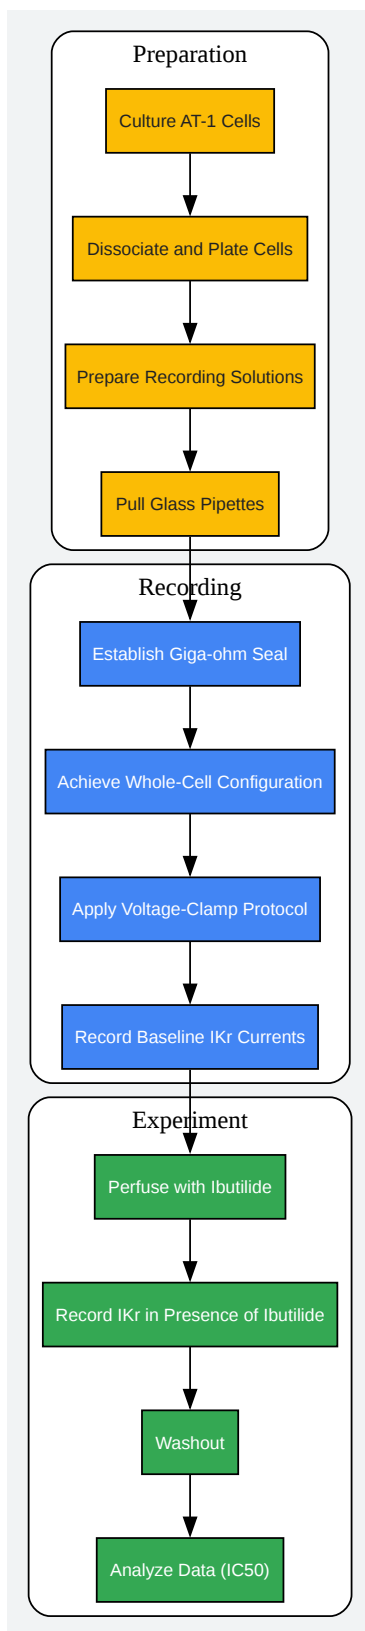 Preparation
Culture AT-1 Cells
Dissociate and Plate Cells
Prepare Recording Solutions
Pull Glass Pipettes
Recording
Establish Giga-ohm Seal
Achieve Whole-Cell Configuration
Apply Voltage-Clamp Protocol
Record Baseline IKr Currents
Experiment
Perfuse with Ibutilide
Record IKr in Presence of Ibutilide
Washout
Analyze Data (IC50)